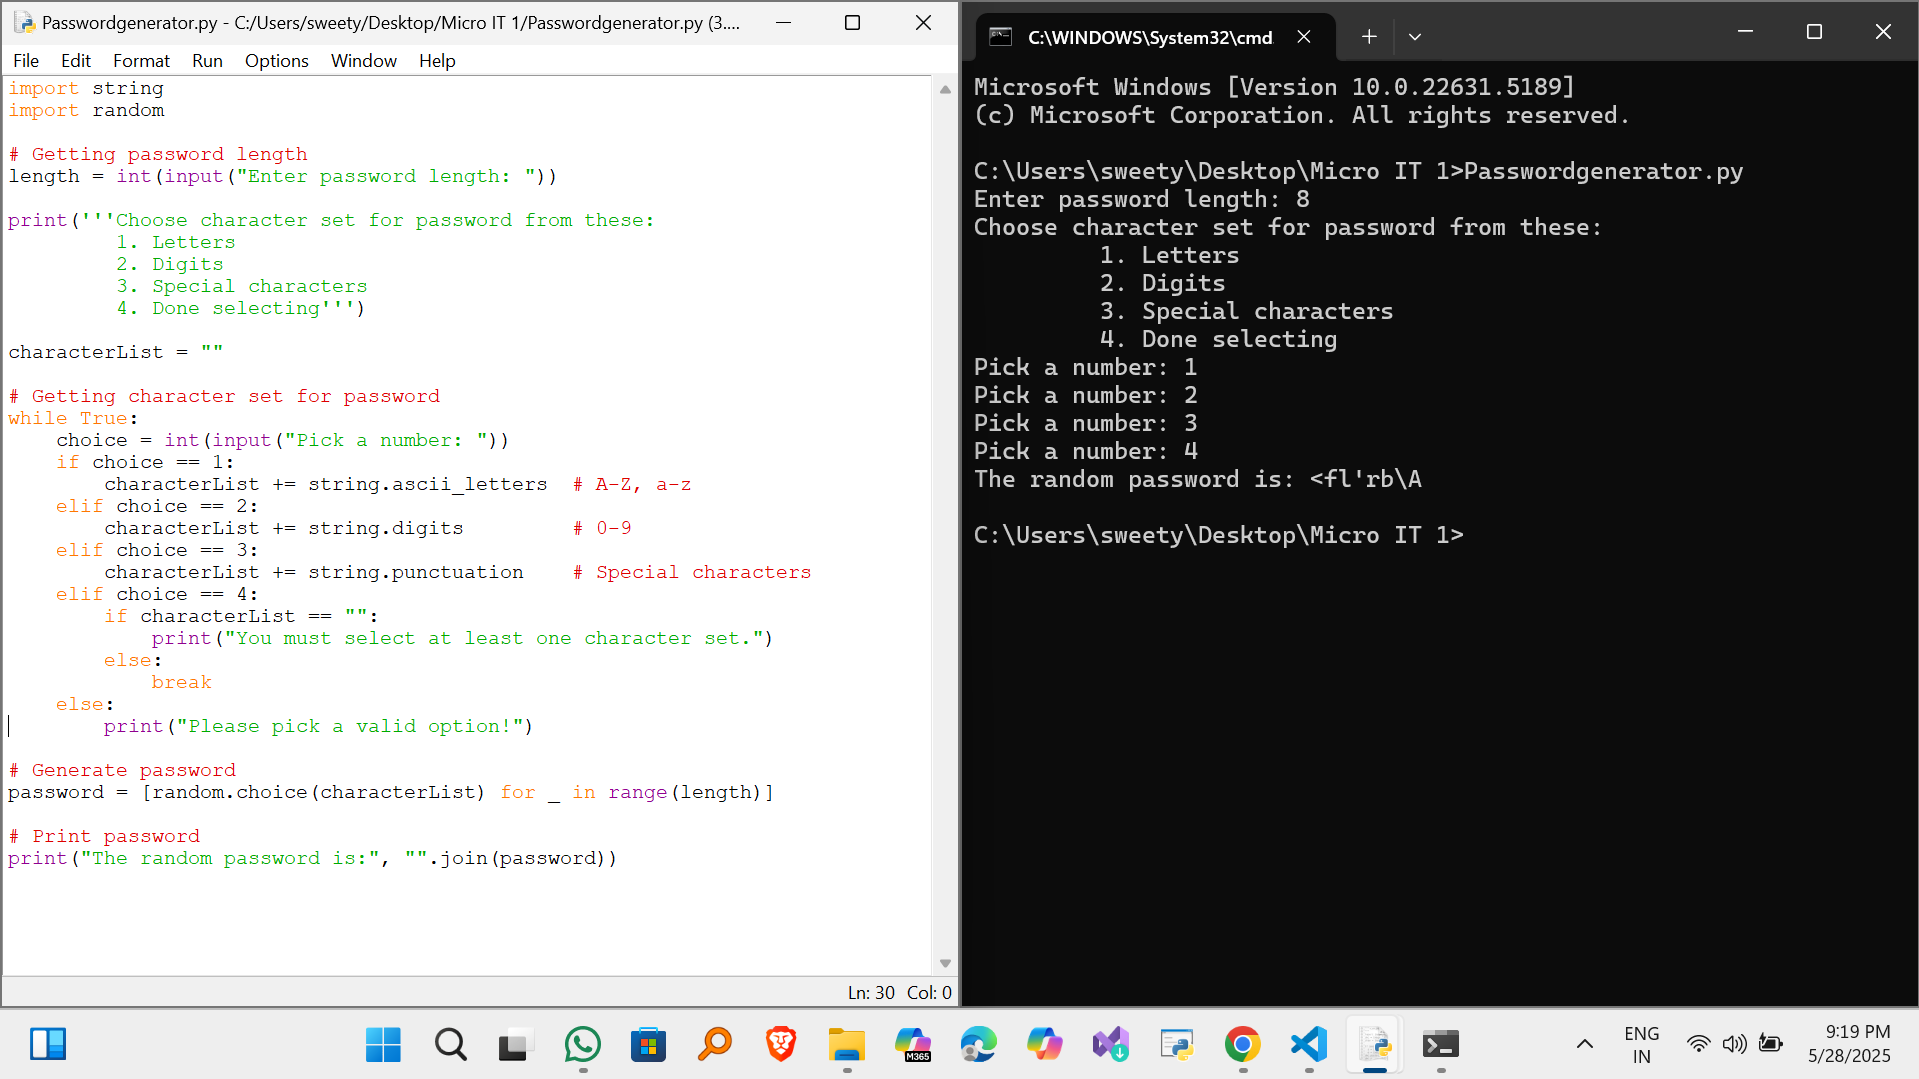 Passwordgenerator.py - C:/Users/sweety/Desktop/Micro IT 1/Passwordgenerator.py (3....
File Edit Format Run Options Window Help
import string
import random
# Getting password length
length = int(input("Enter password length: "))
print('''Choose character set for password from these:
1. Letters
2. Digits
3. Special characters
4. Done selecting''')
characterList = ""
# Getting character set for password
while True:
choice = int(input("Pick a number: "))
if choice == 1:
characterList += string.ascii_letters # A-Z, a-z
elif choice == 2:
characterList += string.digits # 0-9
elif choice == 3:
characterList += string.punctuation # Special characters
elif choice == 4:
if characterList == "":
print("You must select at least one character set.")
else:
break
else:
print("Please pick a valid option!")
# Generate password
password = [random.choice(characterList) for _ in range(length)]
# Print password
print("The random password is:", "".join(password))
Ln: 30 Col: 0
C:\WINDOWS\System32\cmd
Microsoft Windows [Version 10.0.22631.5189]
(c) Microsoft Corporation. All rights reserved.
C:\Users\sweety\Desktop\Micro IT 1>Passwordgenerator.py
Enter password length: 8
Choose character set for password from these:
1. Letters
2. Digits
3. Special characters
4. Done selecting
Pick a number: 1
Pick a number: 2
Pick a number: 3
Pick a number: 4
The random password is: <fl'rb\A
C:\Users\sweety\Desktop\Micro IT 1>
M365
ENG
IN
9:19 PM
5/28/2025